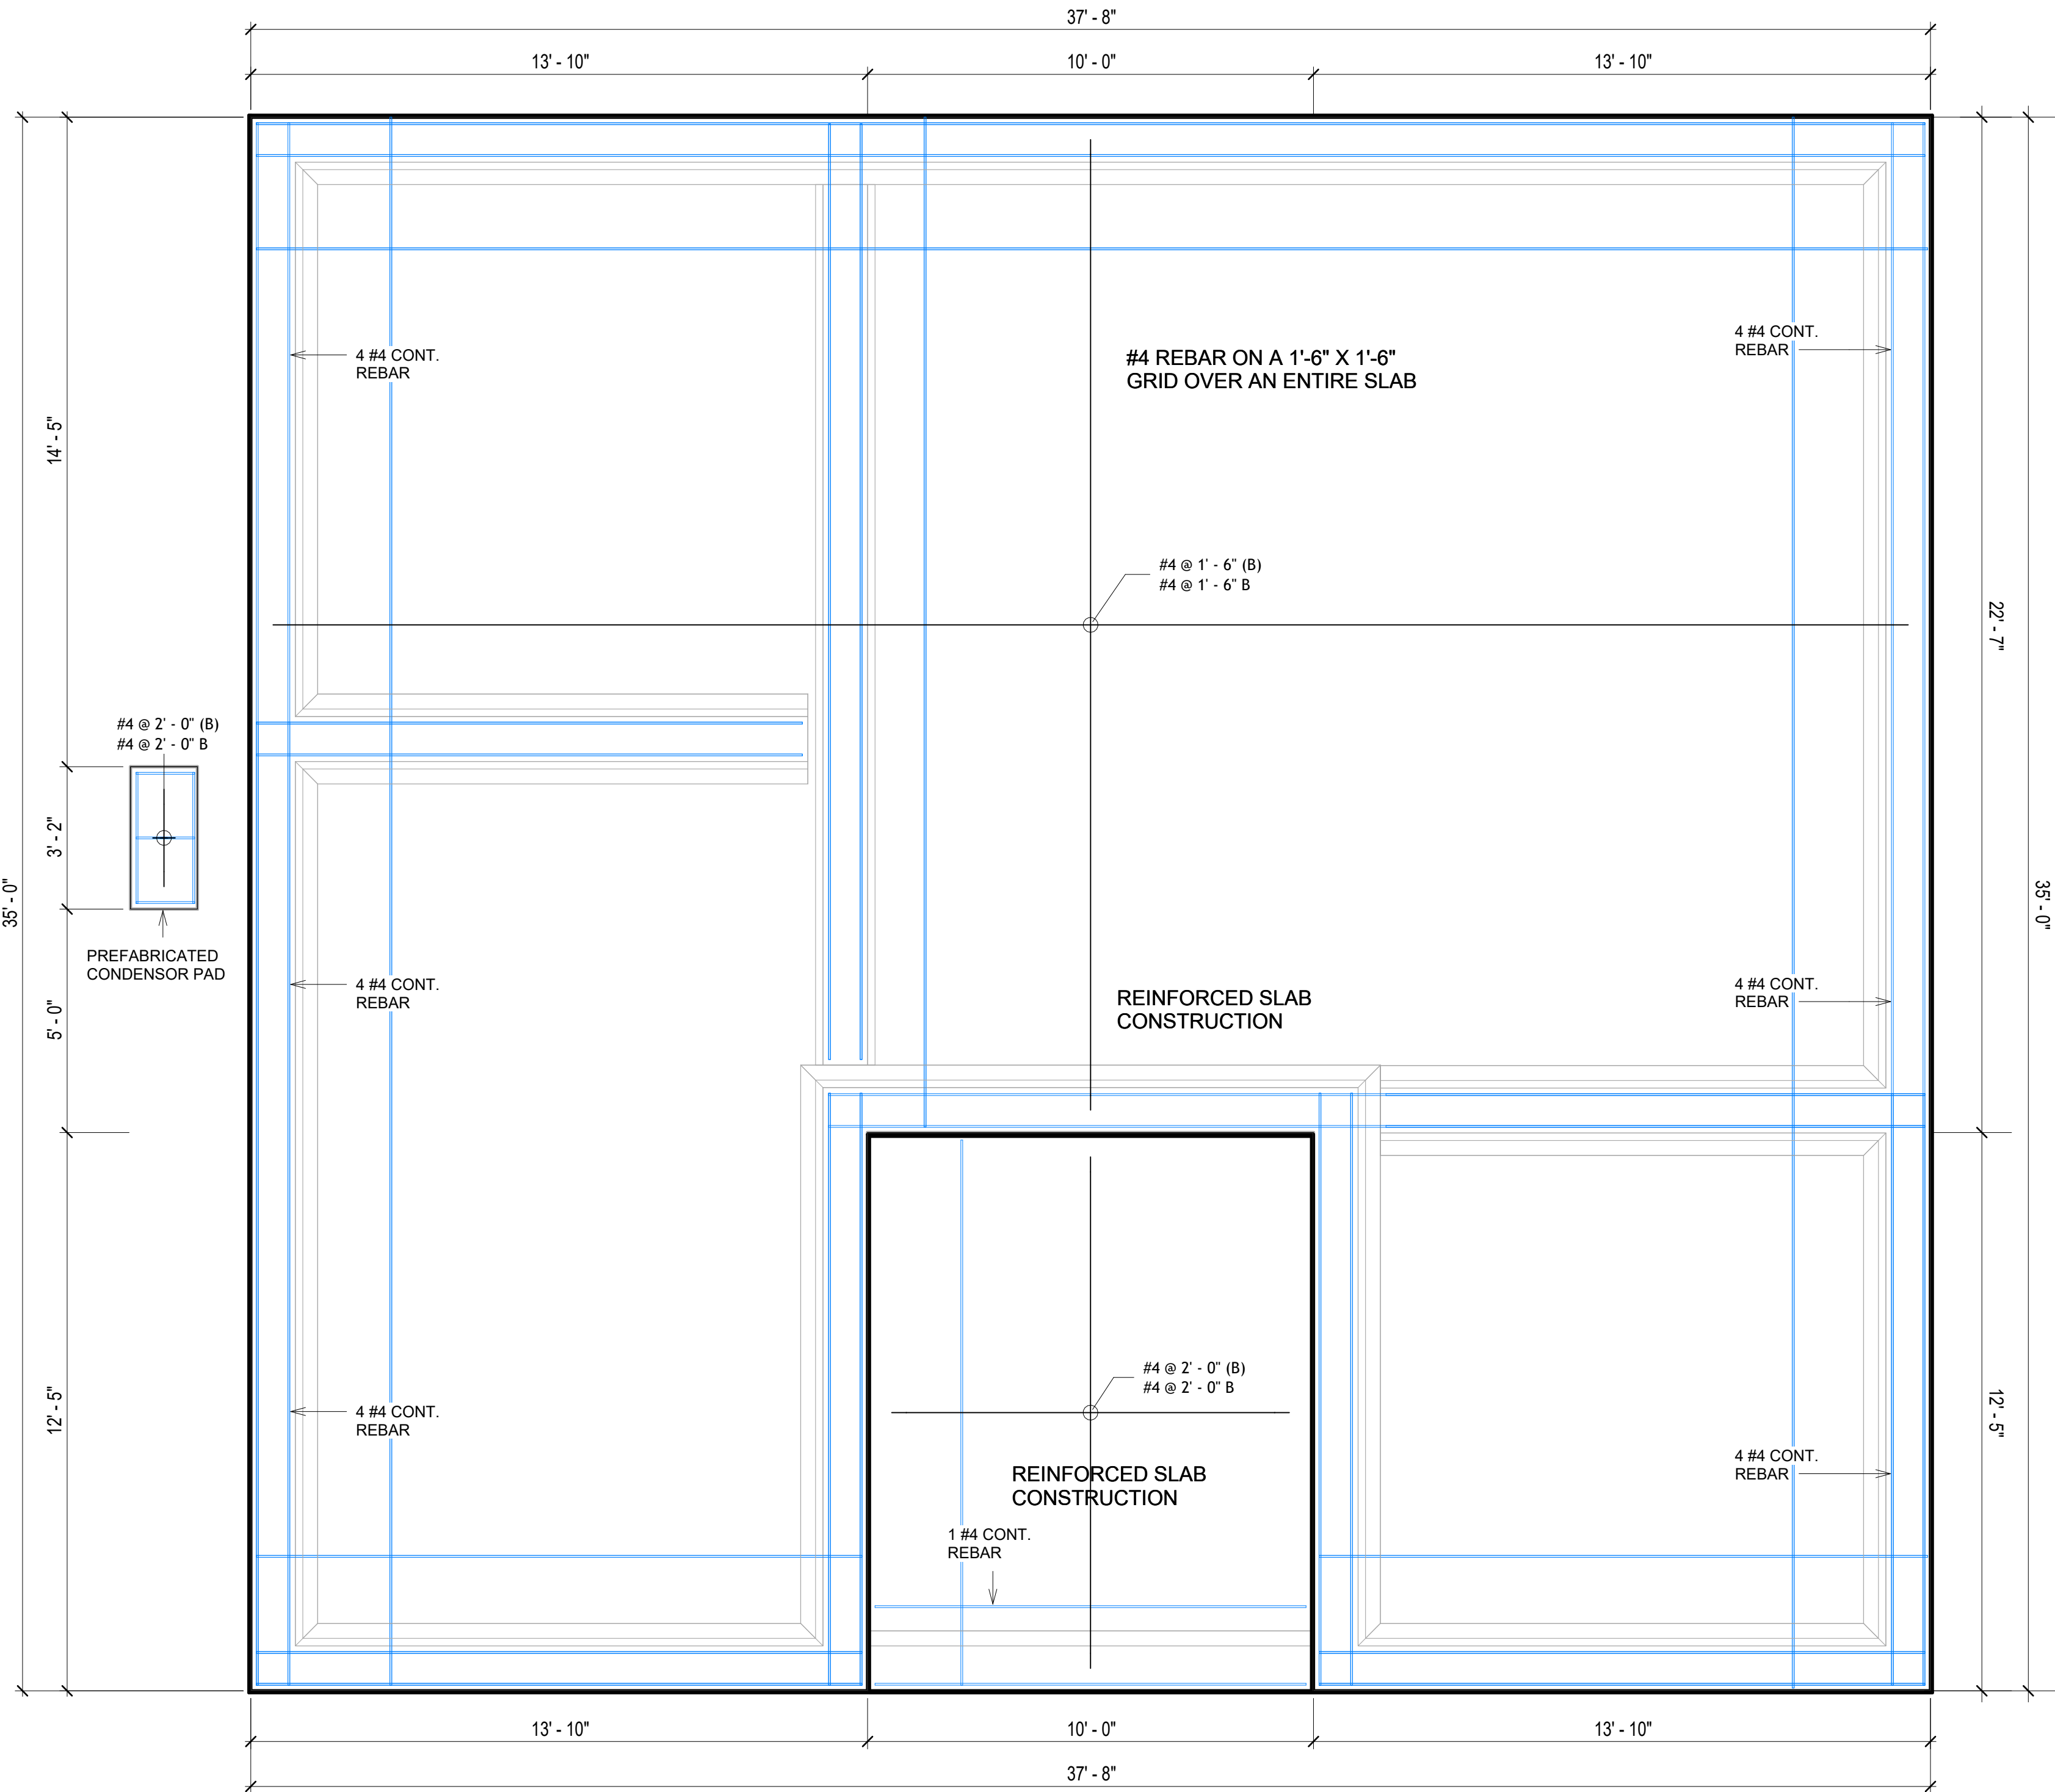 37' - 8"
13' - 10"
10' - 0"
13' - 10"
4 #4 CONT.
REBAR
#4 REBAR ON A 1'-6" X 1'-6"
GRID OVER AN ENTIRE SLAB
4 #4 CONT.
REBAR
14' - 5"
#4 @ 1' - 6" (B)
#4 @ 1' - 6" B
22' - 7"
#4 @ 2' - 0" (B)
#4 @ 2' - 0" B
3' - 2"
35' - 0"
35' - 0"
PREFABRICATED
CONDENSOR PAD
4 #4 CONT.
REBAR
REINFORCED SLAB
CONSTRUCTION
4 #4 CONT.
REBAR
5' - 0"
12' - 5"
4 #4 CONT.
REBAR
#4 @ 2' - 0" (B)
#4 @ 2' - 0" B
12' - 5"
REINFORCED SLAB
CONSTRUCTION
4 #4 CONT.
REBAR
1 #4 CONT.
REBAR
13' - 10"
10' - 0"
13' - 10"
37' - 8"